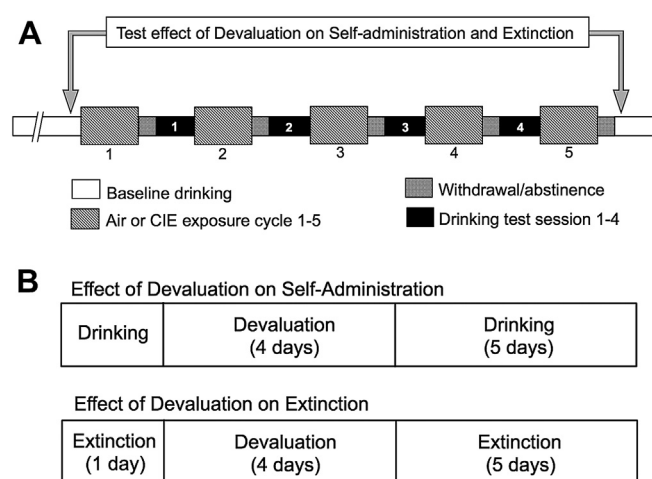 A
Test effect of Devaluation on Self-administration and Extinction
1 2 3 4
1 2 3 4 5
Baseline drinking
Withdrawal/abstinence
Air or CIE exposure cycle 1-5
Drinking test session 1-4
B
Effect of Devaluation on Self-Administration
Drinking
Devaluation
(4 days)
Drinking
(5 days)
Effect of Devaluation on Extinction
Extinction
(1 day)
Devaluation
(4 days)
Extinction
(5 days)